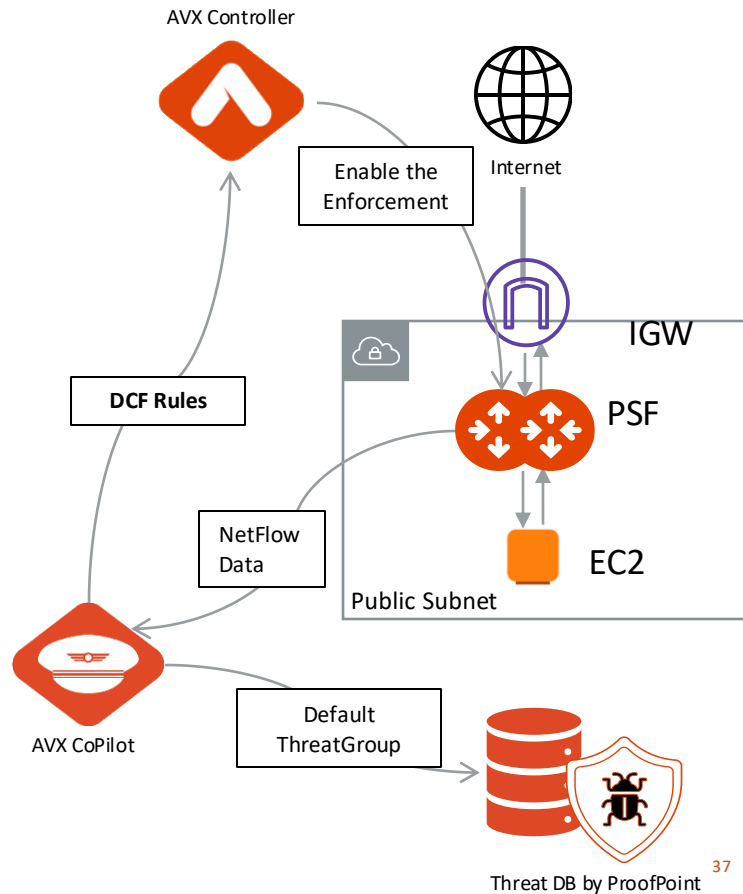 AVX Controller
Internet
Enable the
Enforcement
IGW
DCF Rules
PSF
NetFlow
Data
EC2
Public Subnet
AVX CoPilot
Default
ThreatGroup
Threat DB by ProofPoint
37